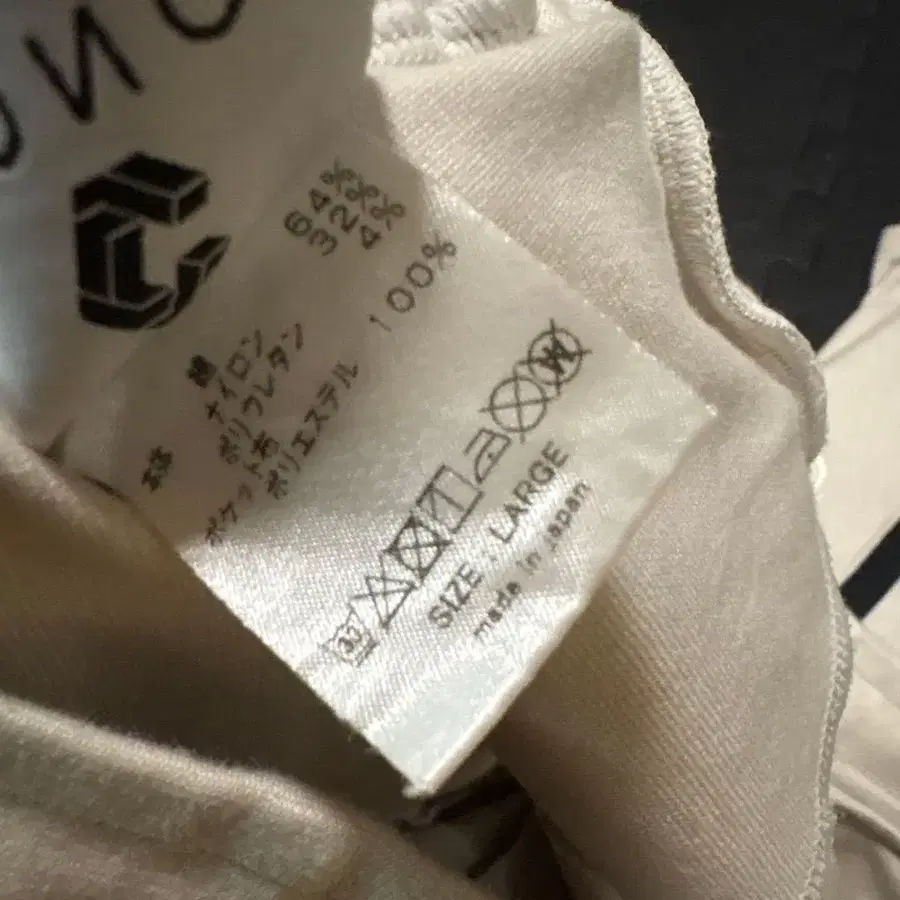 本体
綿 64%
ナイロン 32%
ポリウレタン 4%
ポケット布
ポリエステル 100%
SIZE : LARGE
made in japan